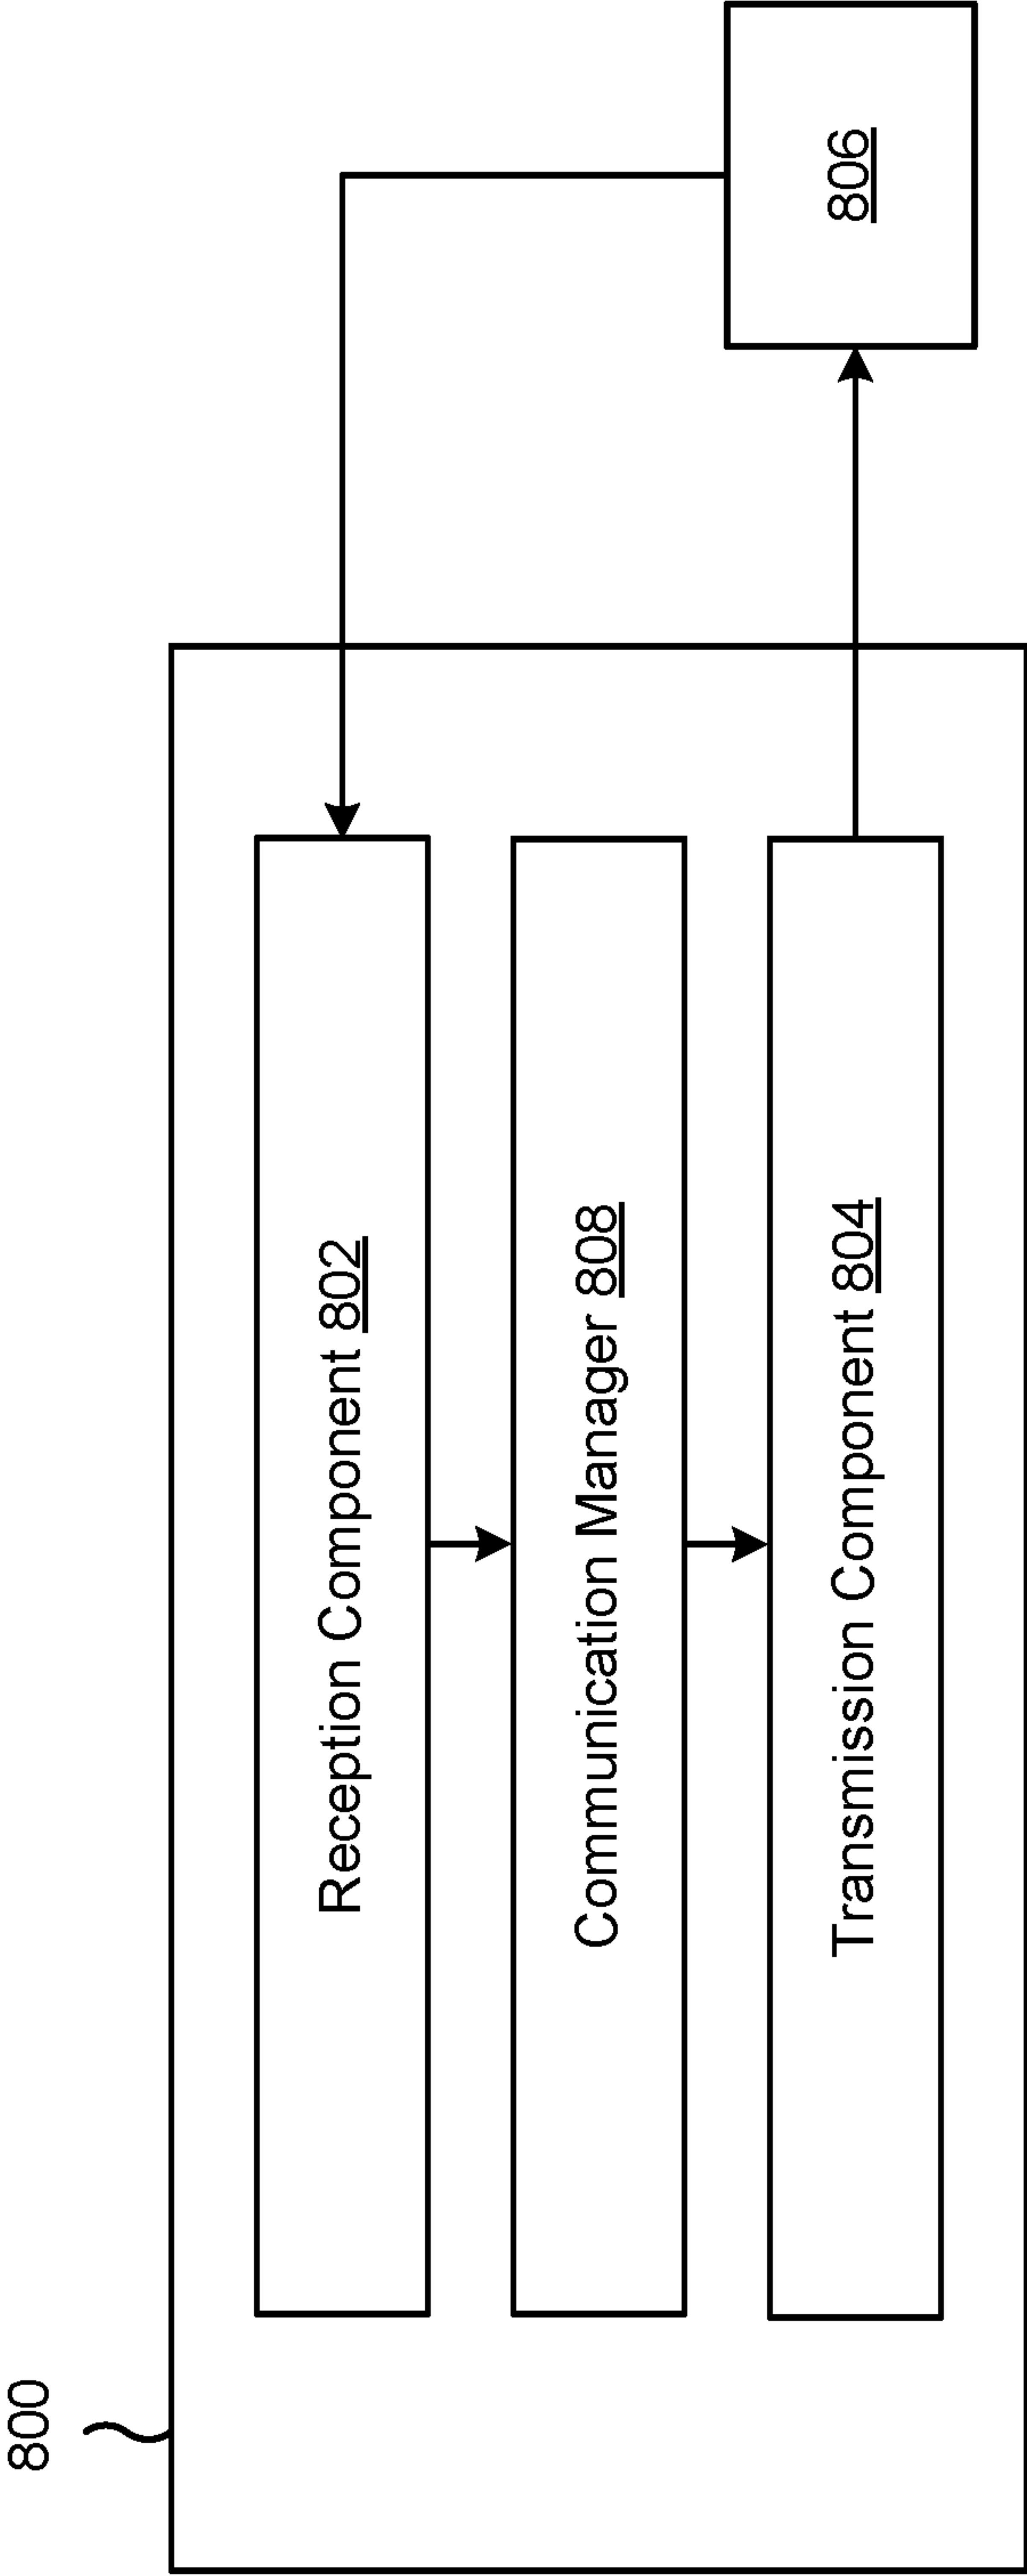 800
Reception Component 802
Communication Manager 808
Transmission Component 804
806